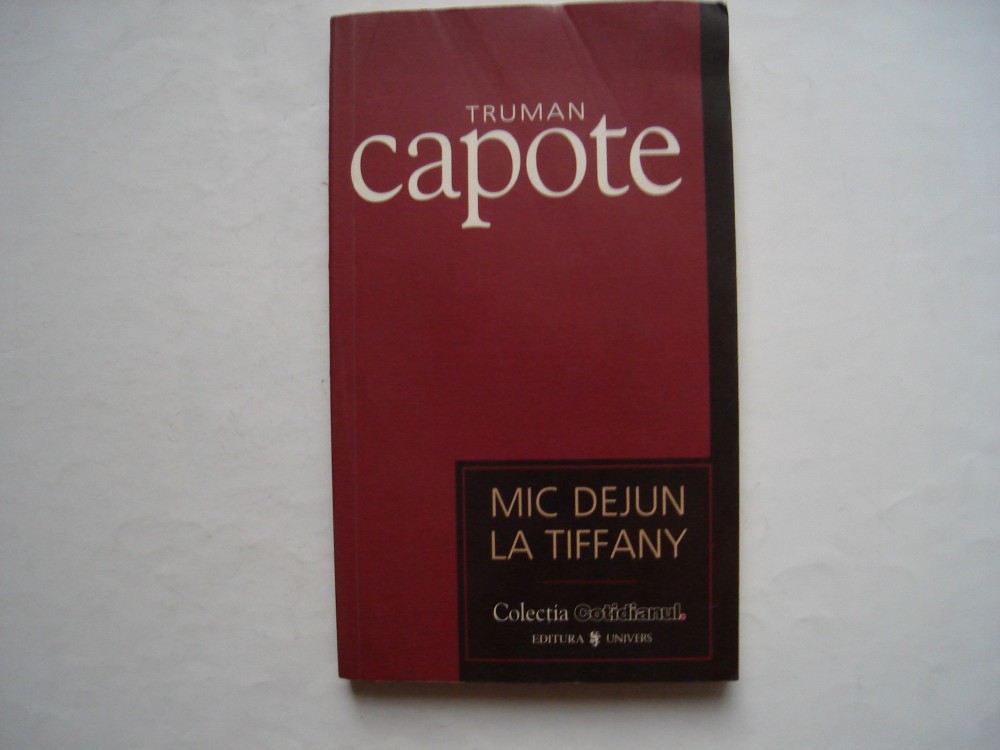 TRUMAN
capote
MIC DEJUN
LA TIFFANY
Colecția Cotidianul.
EDITURA UNIVERS